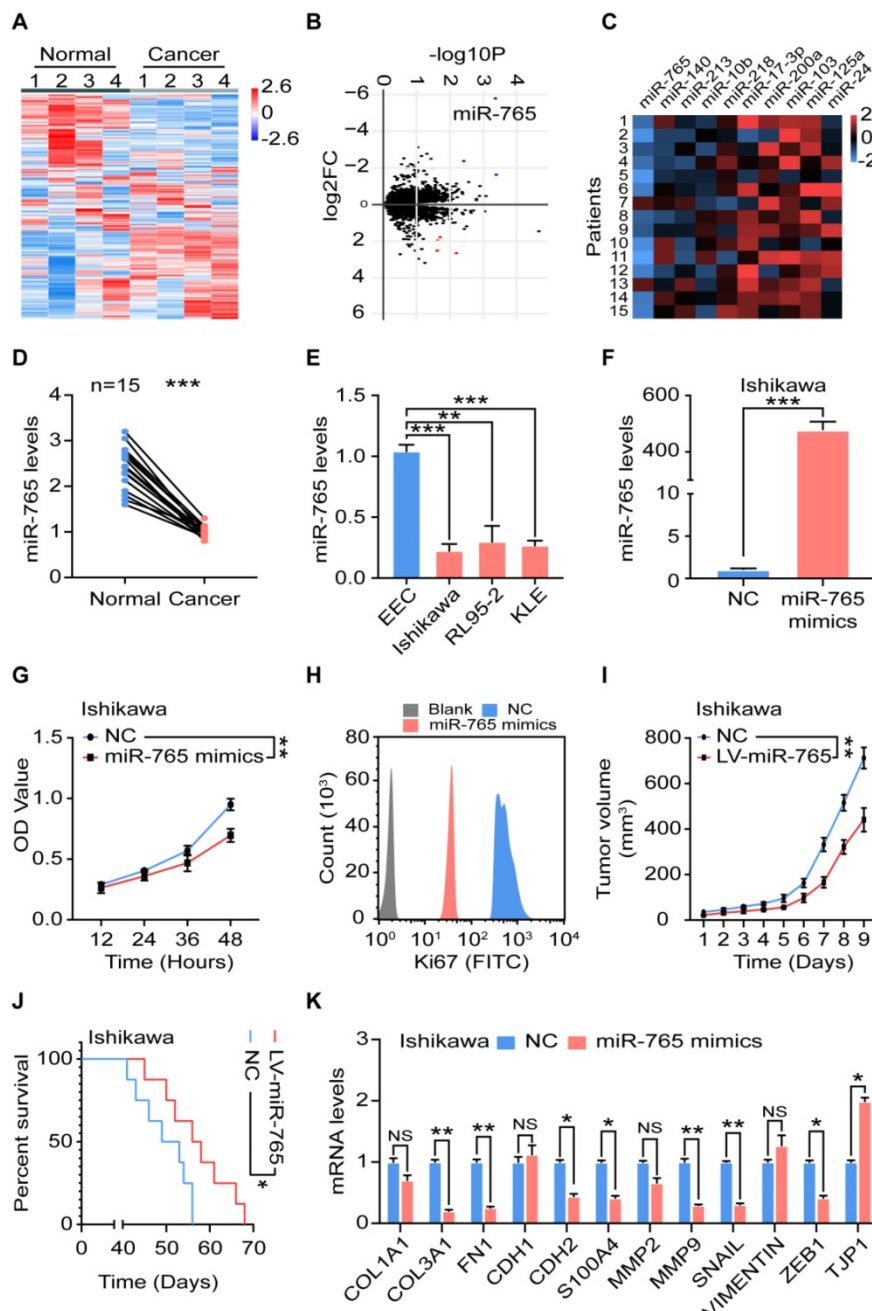 A
Normal Cancer
1 2 3 4 1 2 3 4
2.6
0
-2.6
B
-log10P
0 2 4
miR-765
log2FC
−6
−4
−2
0
2
4
6
C
miR-765
miR-140
miR-213
miR-10b
miR-218
miR-17-3p
miR-200a
miR-103
miR-125a
miR-24
2
0
-2
Patients
1
2
3
4
5
6
7
8
9
10
11
12
13
14
15
D
n=15 ***
miR-765 levels
4
3
2
1
0
Normal Cancer
E
miR-765 levels
1.5
1.0
0.5
0.0
***
**
***
EEC
Ishikawa
RL95-2
KLE
F
Ishikawa
***
miR-765 levels
600
400
10
5
0
NC miR-765
mimics
G
Ishikawa
NC
miR-765 mimics
**
OD Value
1.5
1.0
0.5
0.0
12 24 36 48
Time (Hours)
H
Blank NC
miR-765 mimics
Count (10³)
80
60
40
20
0
10⁰ 10¹ 10² 10³ 10⁴
Ki67 (FITC)
I
Ishikawa
NC
LV-miR-765
**
Tumor volume
(mm³)
800
600
400
200
0
1 2 3 4 5 6 7 8 9
Time (Days)
J
Ishikawa
LV-miR-765
NC
*
Percent survival
100
50
0
0 40 50 60 70
Time (Days)
K
Ishikawa NC miR-765 mimics
mRNA levels
3
2
1
0
NS ** ** NS * * NS ** ** NS * *
COL1A1
COL3A1
FN1
CDH1
CDH2
S100A4
MMP2
MMP9
SNAIL
VIMENTIN
ZEB1
TJP1